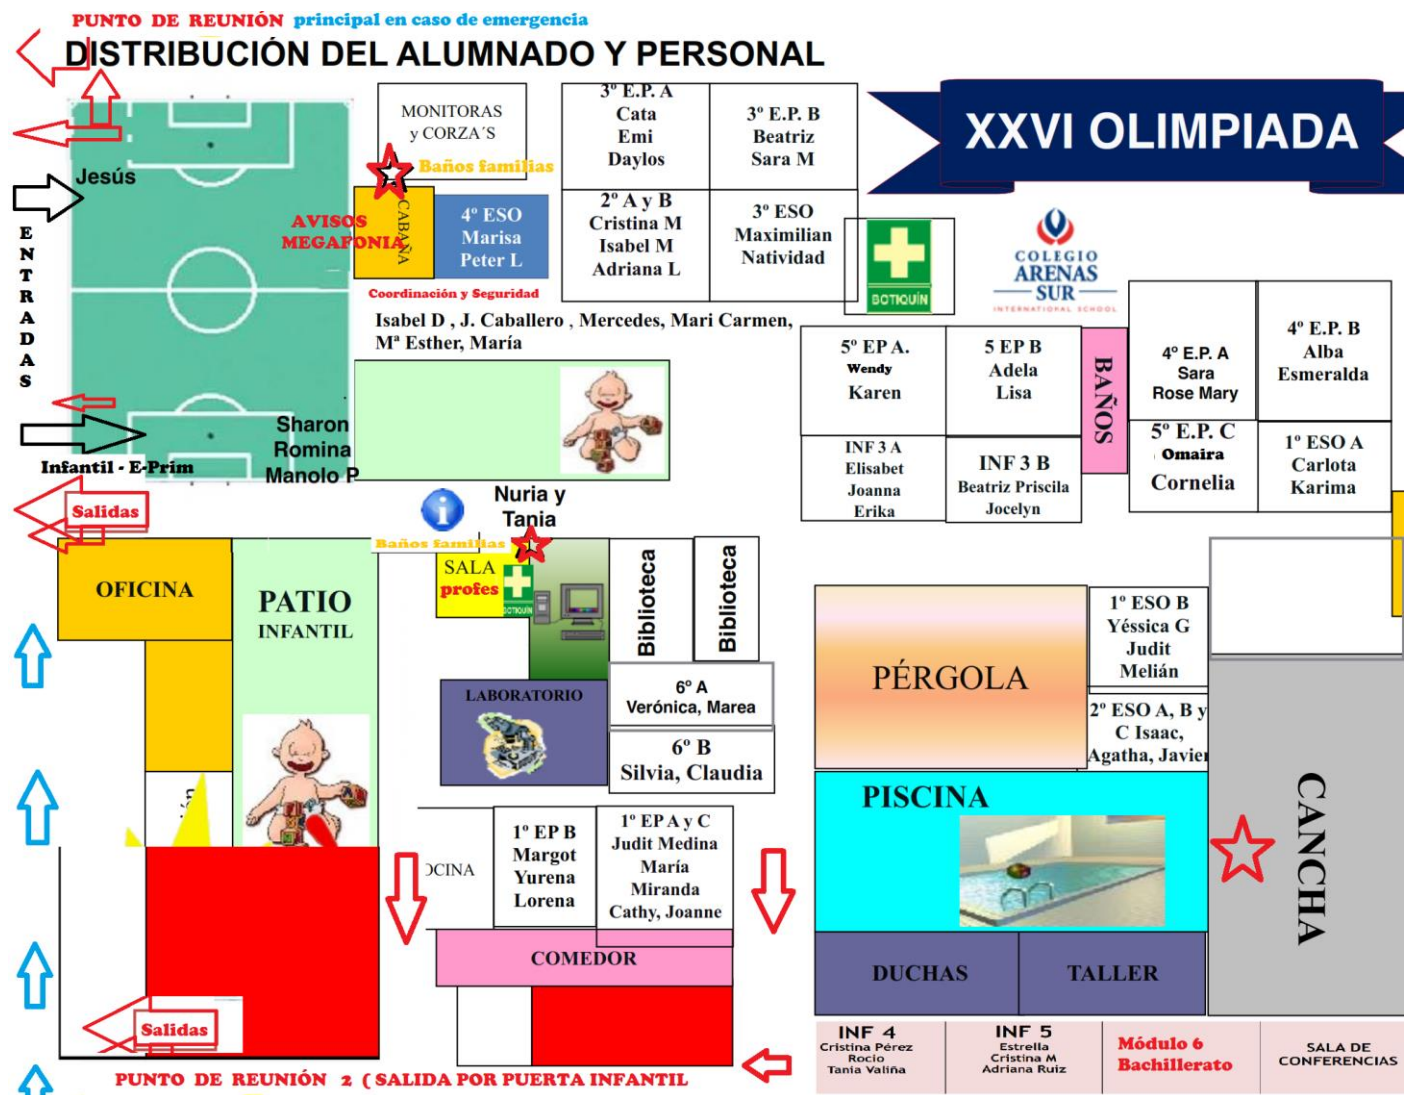 PUNTO DE REUNIÓN principal en caso de emergencia
DISTRIBUCIÓN DEL ALUMNADO Y PERSONAL
XXVI OLIMPIADA
MONITORAS
y CORZA´S
Baños familias
3º E.P. A
Cata
Emi
Daylos
3º E.P. B
Beatriz
Sara M
Jesús
ENTRADAS
AVISOS
MEGAFONIA
CABAÑA
4º ESO
Marisa
Peter L
2º A y B
Cristina M
Isabel M
Adriana L
3º ESO
Maximilian
Natividad
BOTIQUÍN
COLEGIO
ARENAS
SUR
INTERNATIONAL SCHOOL
Coordinación y Seguridad
Isabel D , J. Caballero , Mercedes, Mari Carmen,
Mª Esther, María
5º EP A.
Wendy
Karen
5 EP B
Adela
Lisa
BAÑOS
4º E.P. A
Sara
Rose Mary
4º E.P. B
Alba
Esmeralda
INF 3 A
Elisabet
Joanna
Erika
INF 3 B
Beatriz Priscila
Jocelyn
5º E.P. C
Omaira
Cornelia
1º ESO A
Carlota
Karima
Sharon
Romina
Manolo P
Infantil - E-Prim
Salidas
Nuria y
Tania
Baños familias
OFICINA
PATIO
INFANTIL
SALA
profes
BOTIQUÍN
Biblioteca
Biblioteca
LABORATORIO
6º A
Verónica, Marea
6º B
Silvia, Claudia
PÉRGOLA
1º ESO B
Yéssica G
Judit
Melián
2º ESO A, B y
C Isaac,
Agatha, Javier
PISCINA
CANCHA
1º EP B
Margot
Yurena
Lorena
1º EP A y C
Judit Medina
María
Miranda
Cathy, Joanne
COMEDOR
DUCHAS
TALLER
Salidas
INF 4
Cristina Pérez
Rocio
Tania Valiña
INF 5
Estrella
Cristina M
Adriana Ruiz
Módulo 6
Bachillerato
SALA DE
CONFERENCIAS
PUNTO DE REUNIÓN 2 ( SALIDA POR PUERTA INFANTIL